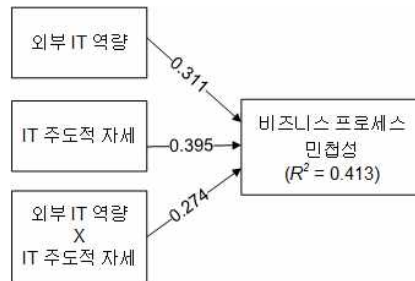 외부 IT 역량
0.311
IT 주도적 자세
0.395
비즈니스 프로세스
민첩성
(R² = 0.413)
외부 IT 역량
X
IT 주도적 자세
0.274